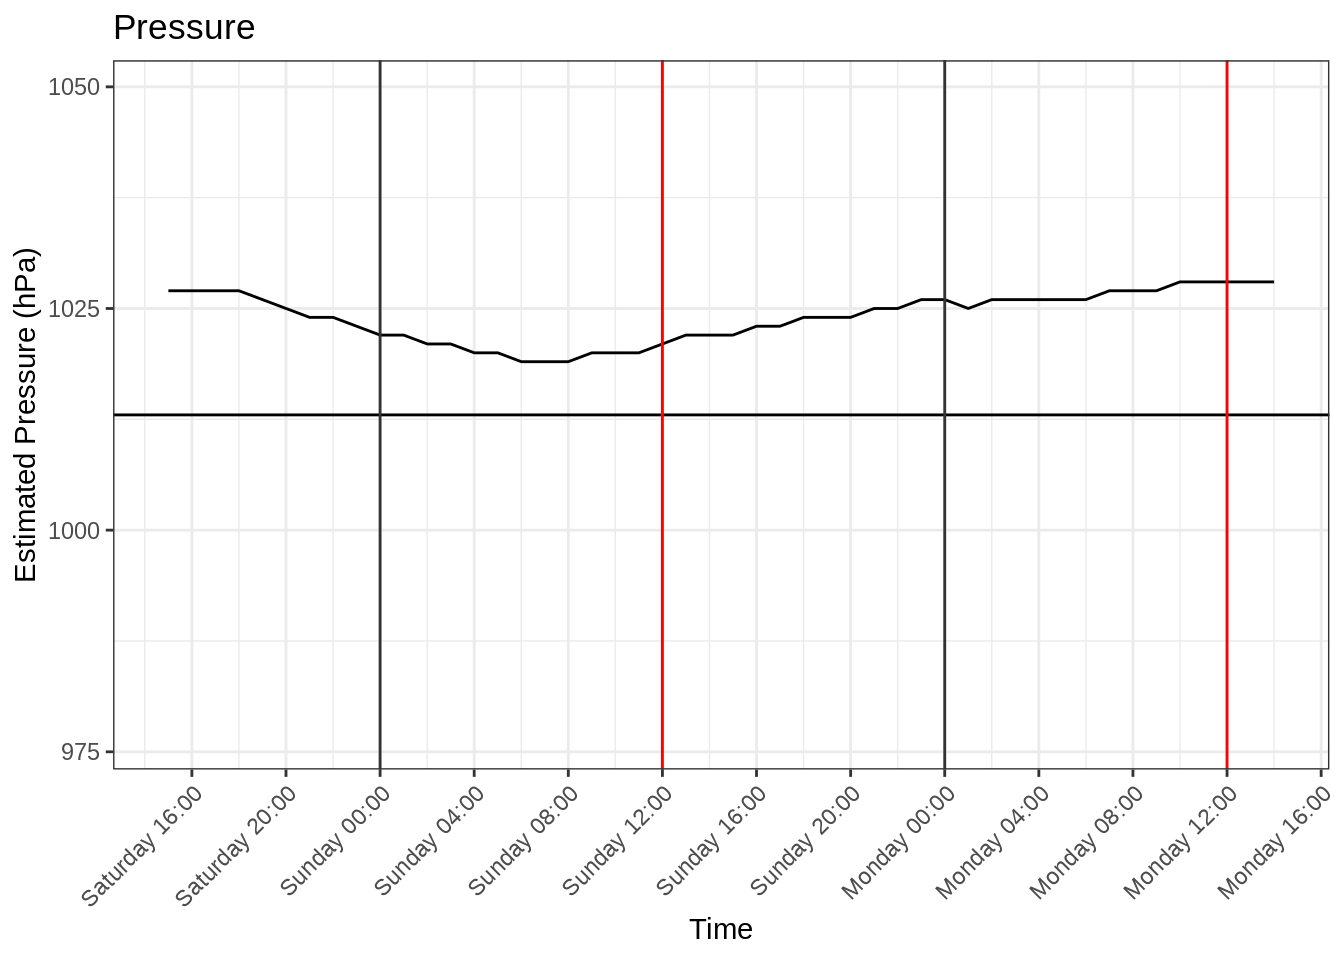 Pressure
1050
1025
1000
975
Estimated Pressure (hPa)
Saturday 16:00
Saturday 20:00
Sunday 00:00
Sunday 04:00
Sunday 08:00
Sunday 12:00
Sunday 16:00
Sunday 20:00
Monday 00:00
Monday 04:00
Monday 08:00
Monday 12:00
Monday 16:00
Time